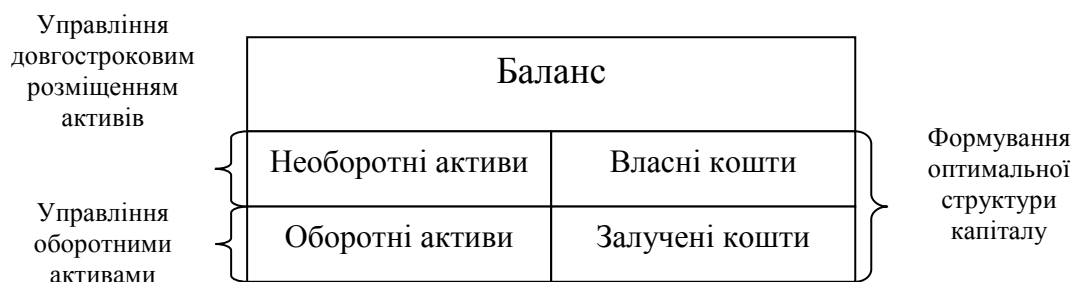 Управління
довгостроковим
розміщенням
активів
Баланс
Необоротні активи
Власні кошти
Формування
оптимальної
структури
капіталу
Управління
оборотними
активами
Оборотні активи
Залучені кошти